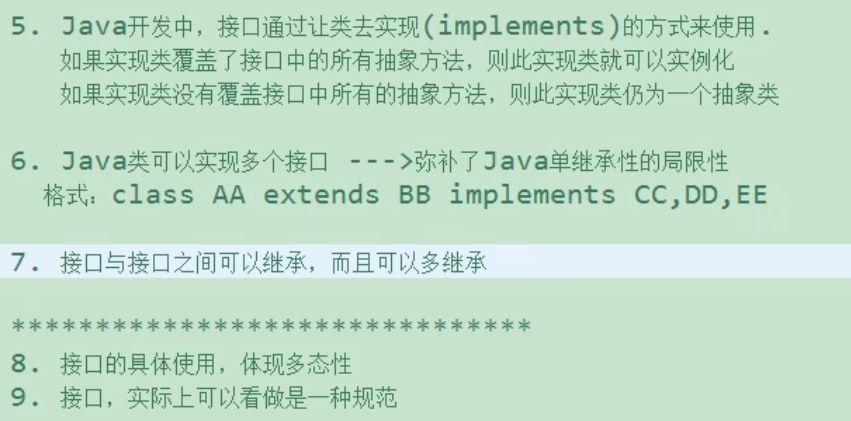 5. Java开发中，接口通过让类去实现(implements)的方式来使用.
如果实现类覆盖了接口中的所有抽象方法，则此实现类就可以实例化
如果实现类没有覆盖接口中所有的抽象方法，则此实现类仍为一个抽象类
6. Java类可以实现多个接口 --->弥补了Java单继承性的局限性
格式：class AA extends BB implements CC,DD,EE
7. 接口与接口之间可以继承，而且可以多继承
*******************************
8. 接口的具体使用，体现多态性
9. 接口，实际上可以看做是一种规范